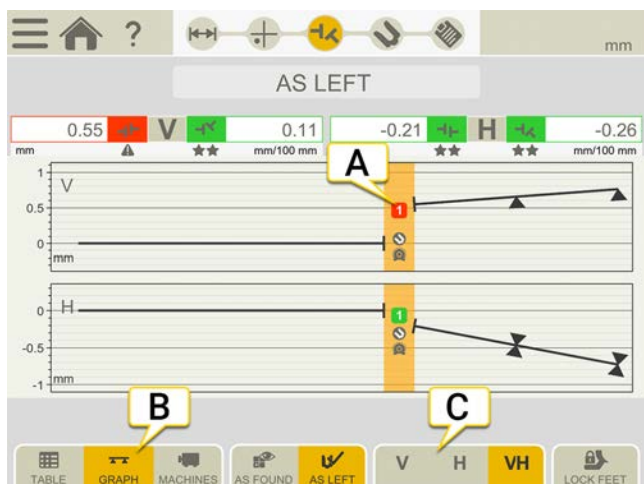 ?
mm
AS LEFT
0.55 V 0.11 -0.21 H -0.26
mm mm/100 mm mm/100 mm
A
1
V
0.5
1
0
mm
0
H
1
-0.5
-1
mm
B
C
V H VH
TABLE GRAPH MACHINES AS FOUND AS LEFT LOCK FEET